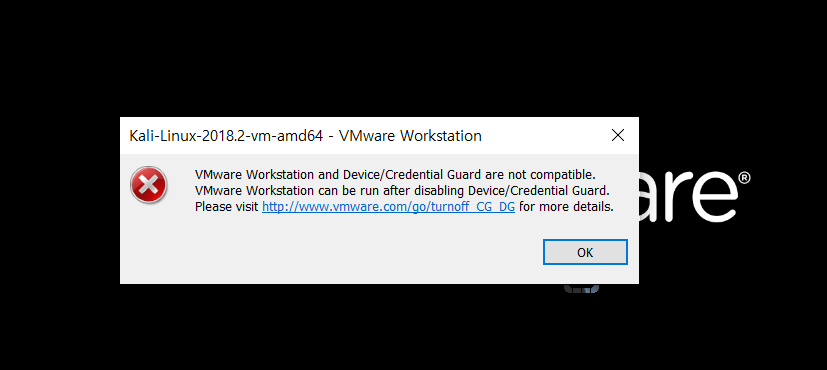 Kali-Linux-2018.2-vm-amd64 - VMware Workstation
VMware Workstation and Device/Credential Guard are not compatible.
VMware Workstation can be run after disabling Device/Credential Guard.
Please visit http://www.vmware.com/go/turnoff_CG_DG for more details.
are®
OK